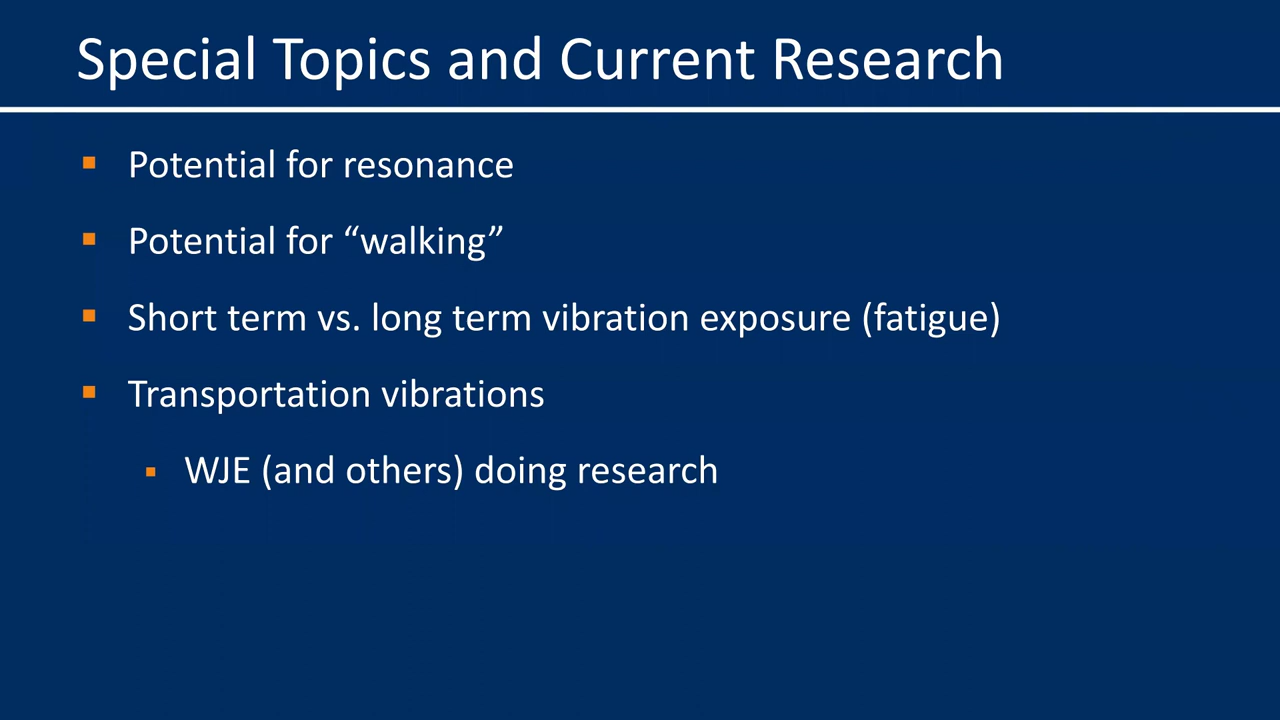 Special Topics and Current Research
Potential for resonance
Potential for “walking”
Short term vs. long term vibration exposure (fatigue)
Transportation vibrations
WJE (and others) doing research